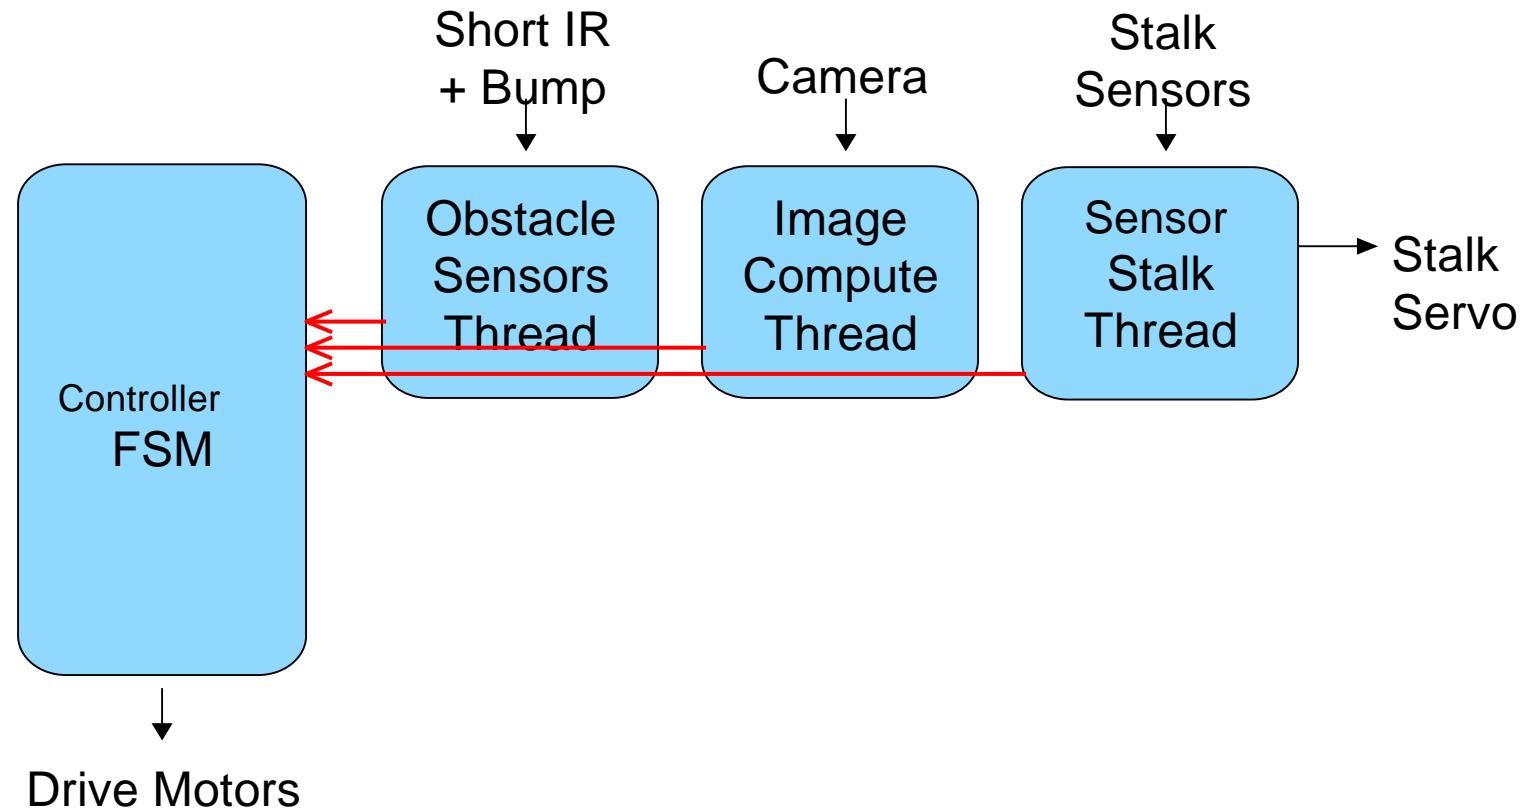 Short IR
+ Bump
Camera
Stalk
Sensors
Obstacle
Sensors
Thread
Image
Compute
Thread
Sensor
Stalk
Thread
Stalk
Servo
Controller
FSM
Drive Motors